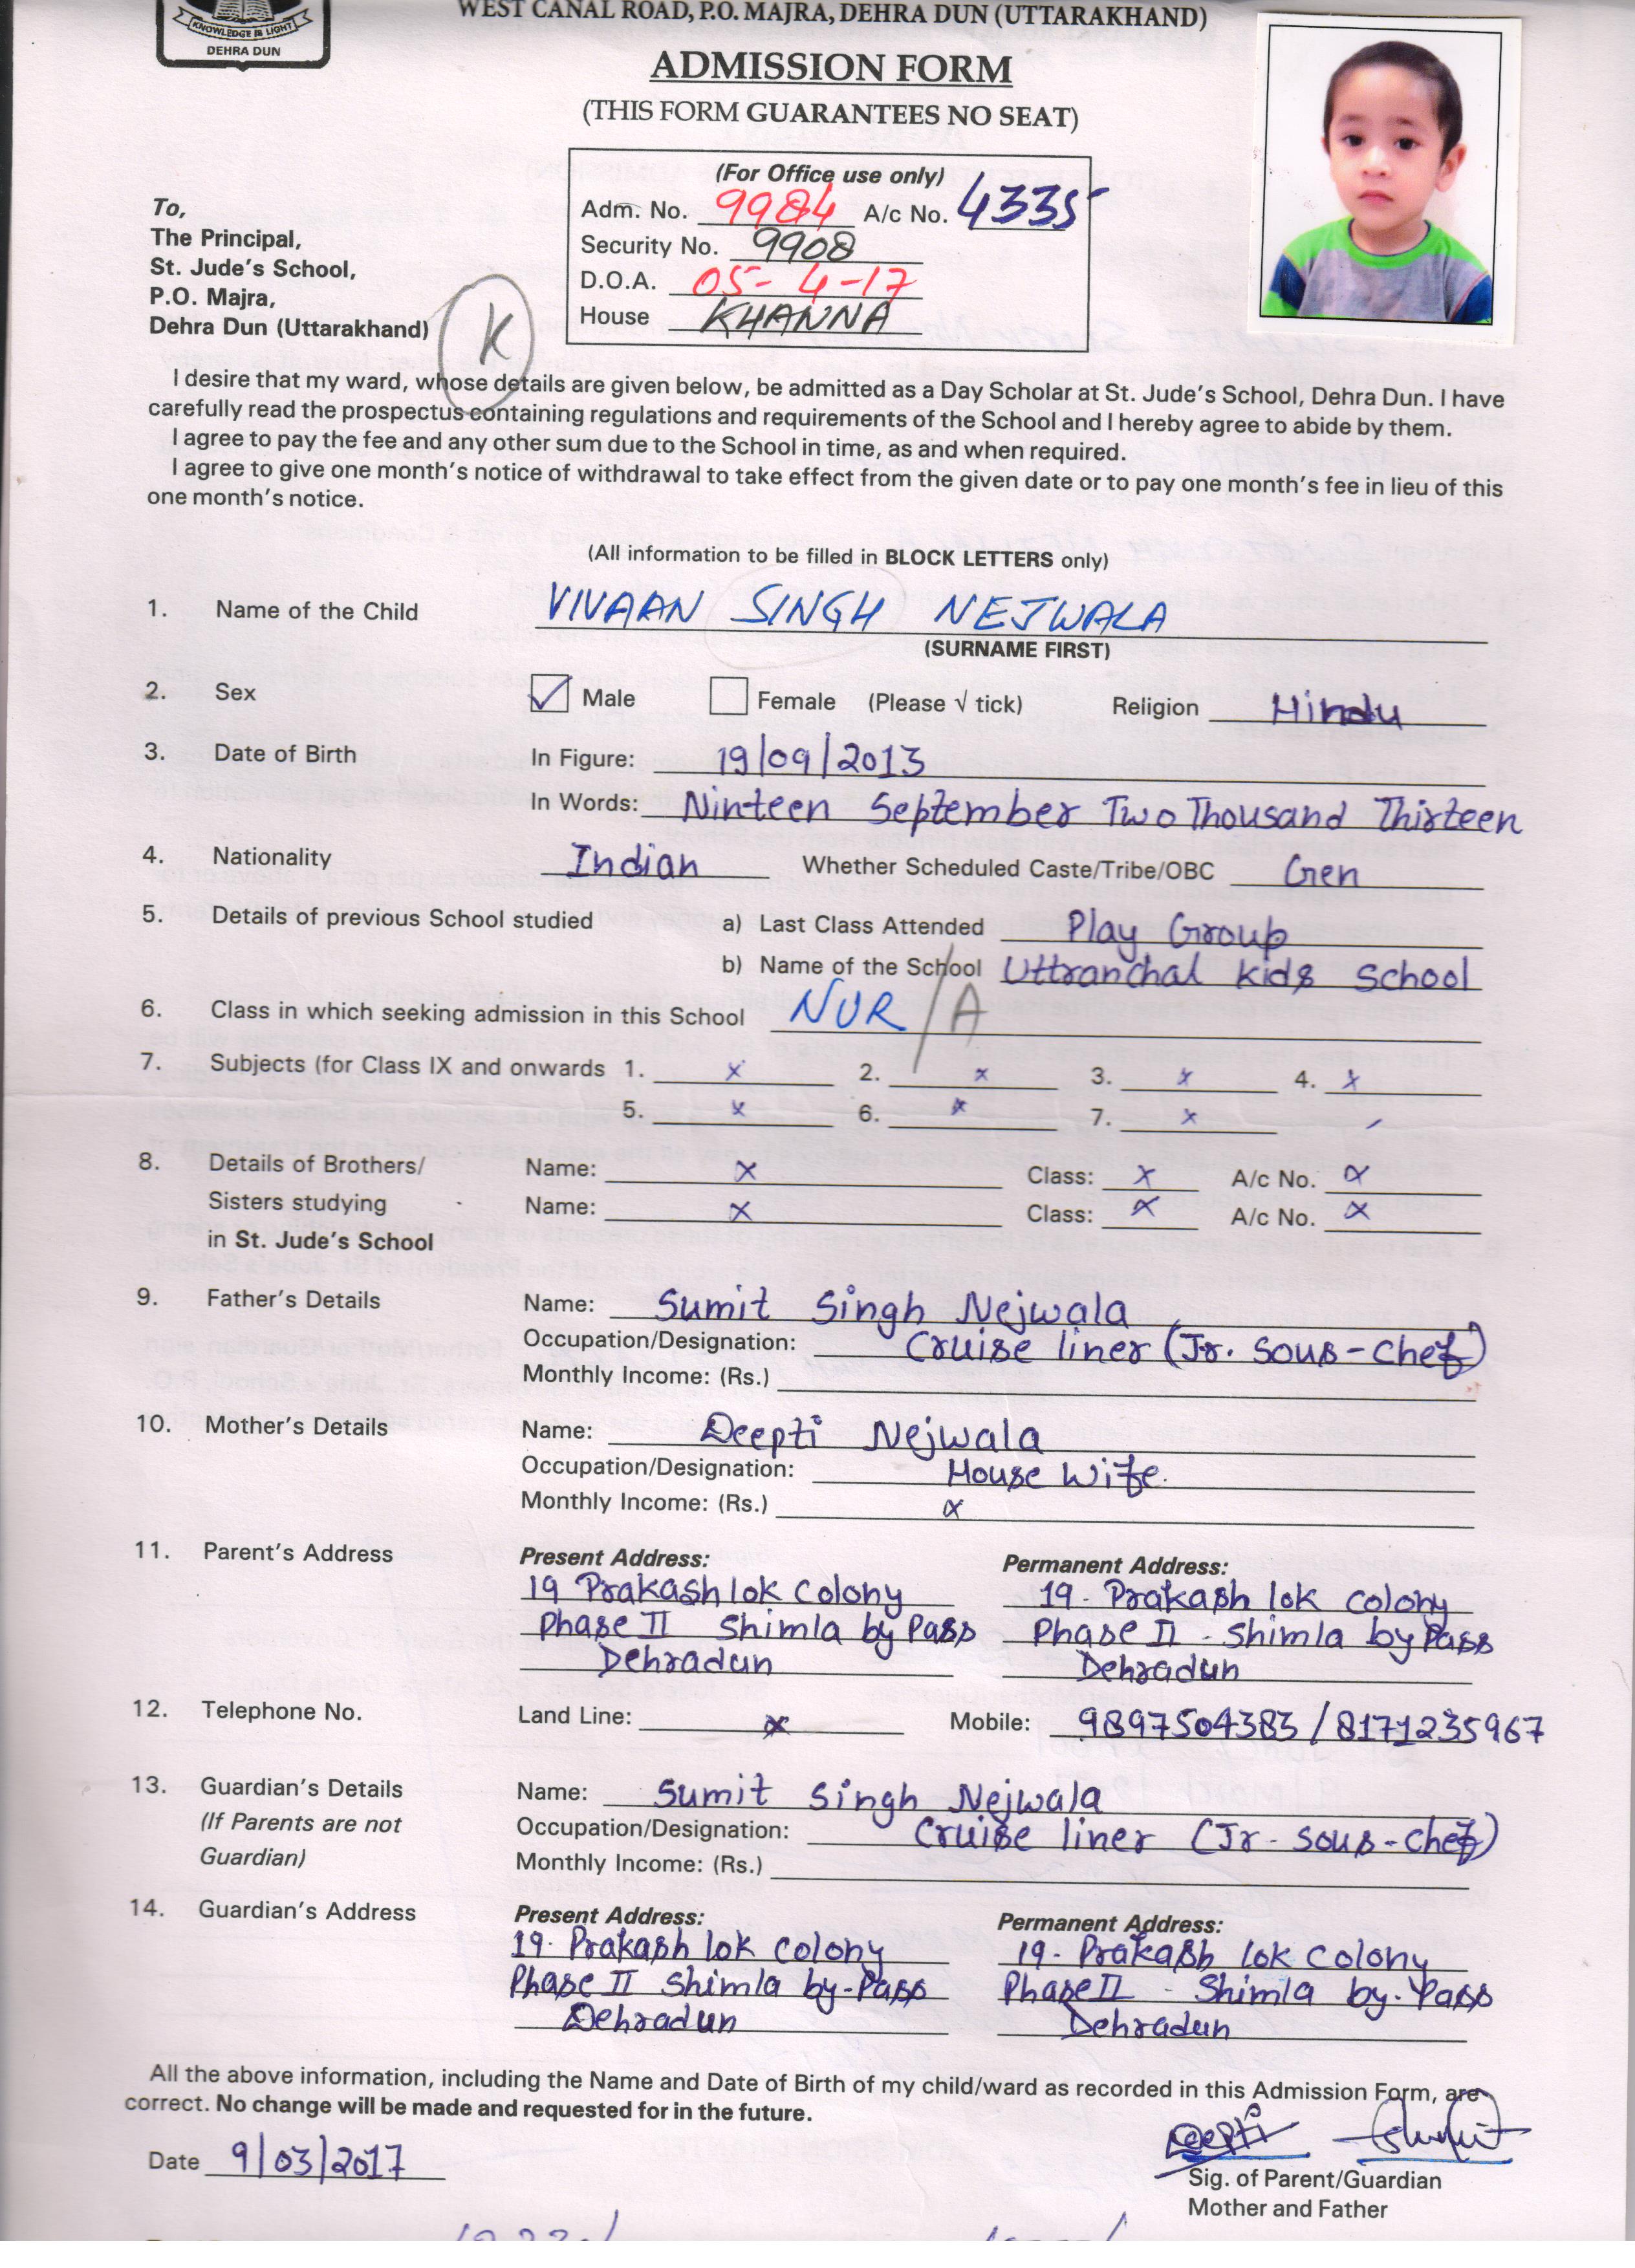 KNOWLEDGE IS LIGHT
DEHRA DUN
WEST CANAL ROAD, P.O. MAJRA, DEHRA DUN (UTTARAKHAND)
ADMISSION FORM
(THIS FORM GUARANTEES NO SEAT)
(For Office use only)
Adm. No. 9984 A/c No. 4335
Security No. 9908
D.O.A. 05-4-17
House KHANNA
To,
The Principal,
St. Jude's School,
P.O. Majra,
Dehra Dun (Uttarakhand)
K
I desire that my ward, whose details are given below, be admitted as a Day Scholar at St. Jude's School, Dehra Dun. I have
carefully read the prospectus containing regulations and requirements of the School and I hereby agree to abide by them.
I agree to pay the fee and any other sum due to the School in time, as and when required.
I agree to give one month's notice of withdrawal to take effect from the given date or to pay one month's fee in lieu of this
one month's notice.
(All information to be filled in BLOCK LETTERS only)
1. Name of the Child VIVAAN SINGH NEJWALA
(SURNAME FIRST)
2. Sex Male Female (Please √ tick) Religion Hindu
3. Date of Birth In Figure: 19/09/2013
In Words: Ninteen September Two Thousand Thirteen
4. Nationality Indian Whether Scheduled Caste/Tribe/OBC Gen
5. Details of previous School studied a) Last Class Attended Play Group
b) Name of the School Uttranchal Kids School
6. Class in which seeking admission in this School NUR/A
7. Subjects (for Class IX and onwards 1. x 2. x 3. x 4. x
5. x 6. x 7. x
8. Details of Brothers/ Name: x Class: x A/c No. x
Sisters studying Name: x Class: x A/c No. x
in St. Jude's School
9. Father's Details Name: Sumit Singh Nejwala
Occupation/Designation: Cruise liner (Jr. Sous-Chef)
Monthly Income: (Rs.)
10. Mother's Details Name: Deepti Nejwala
Occupation/Designation: House Wife.
Monthly Income: (Rs.) x
11. Parent's Address Present Address: Permanent Address:
19 Prakash lok Colony 19. Prakash lok colony
Phase II Shimla by Pass Phase II - Shimla by Pass
Dehradun Dehradun
12. Telephone No. Land Line: x Mobile: 9897504383/8171235967
13. Guardian's Details Name: Sumit Singh Nejwala
(If Parents are not Occupation/Designation: Cruise liner (Jr. Sous-Chef)
Guardian) Monthly Income: (Rs.)
14. Guardian's Address Present Address: Permanent Address:
19. Prakash lok Colony 19. Prakash lok Colony
Phase II Shimla by-Pass Phase II - Shimla by-Pass
Dehradun Dehradun
All the above information, including the Name and Date of Birth of my child/ward as recorded in this Admission Form, are
correct. No change will be made and requested for in the future.
Deepti
Date 9/03/2017
Sig. of Parent/Guardian
Mother and Father